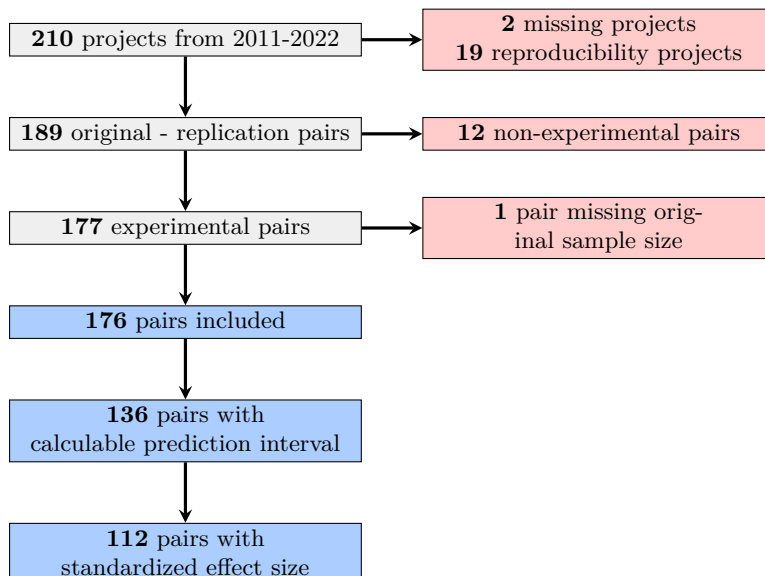 210 projects from 2011-2022
2 missing projects
19 reproducibility projects
189 original - replication pairs
12 non-experimental pairs
177 experimental pairs
1 pair missing orig-
inal sample size
176 pairs included
136 pairs with
calculable prediction interval
112 pairs with
standardized effect size